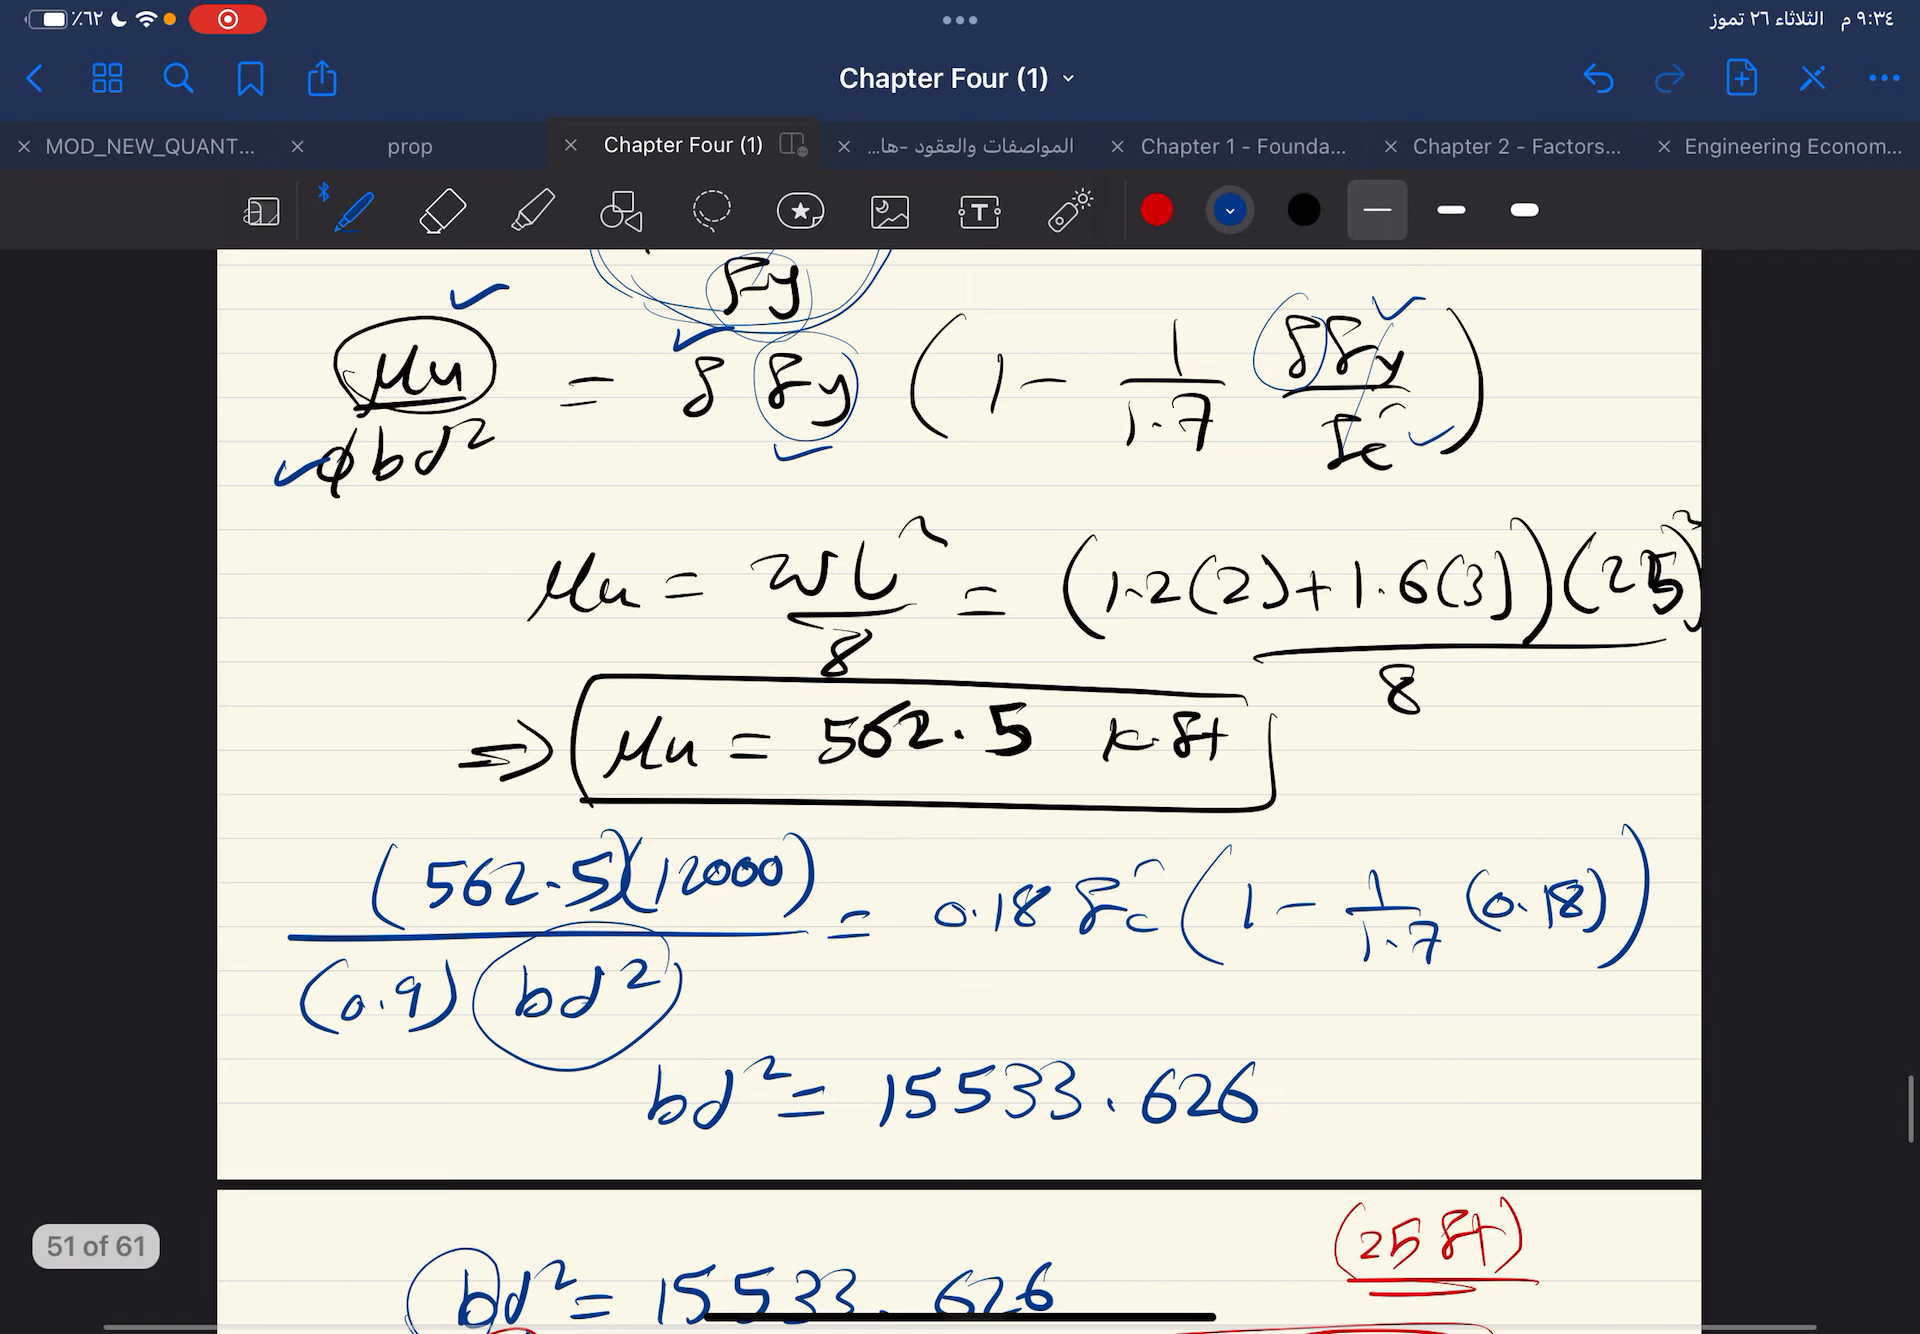 ٪٦٢
٩:٣٤ م الثلاثاء ٢٦ تموز
Chapter Four (1)
MOD_NEW_QUANT...
prop
Chapter Four (1)
المواصفات والعقود -ها...
Chapter 1 - Founda...
Chapter 2 - Factors...
Engineering Econom...
fy
Mu / ϕbd² = ρ fy (1 - 1/1.7 ρfy/fc')
Mu = wL²/8 = (1.2(2)+1.6(3))(25)²/8
⇒ Mu = 562.5 k.ft
(562.5)(12000) / (0.9)(bd²) = 0.18 fc' (1 - 1/1.7 (0.18))
bd² = 15533.626
51 of 61
(25 ft)
bd² = 15533.626